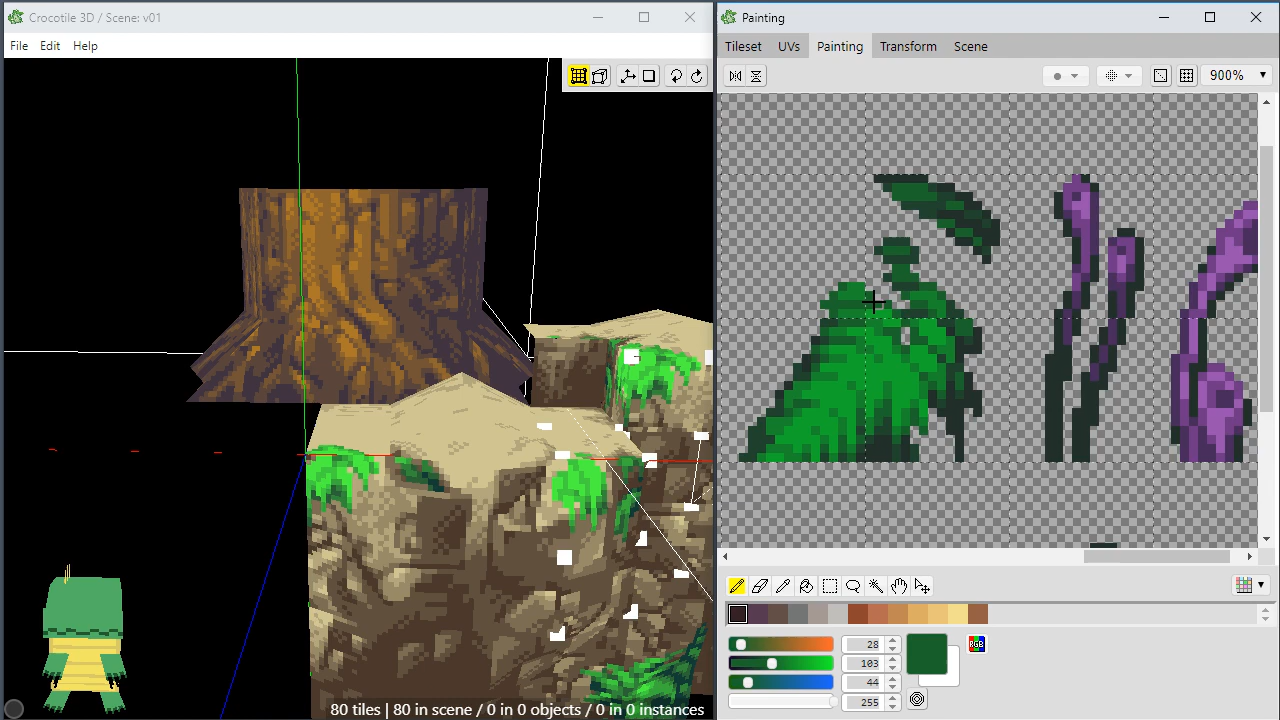 Crocotile 3D / Scene: v01
File Edit Help
80 tiles | 80 in scene / 0 in 0 objects / 0 in 0 instances
Painting
Tileset UVs Painting Transform Scene
900%
28
103
44
255
RGB